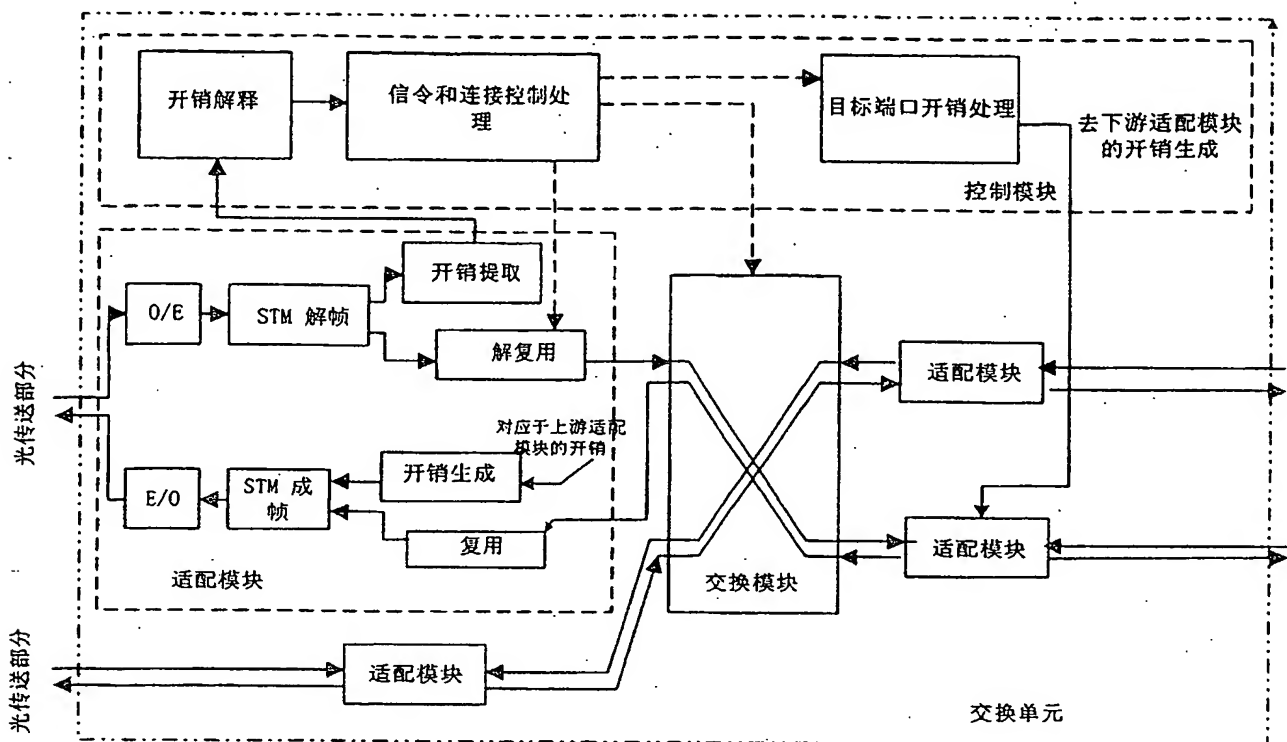 开销解释
信令和连接控制处
理
目标端口开销处理
去下游适配模块
的开销生成
控制模块
开销提取
O/E
STM 解帧
解复用
适配模块
光传送部分
对应于上游适配
模块的开销
开销生成
E/O
STM 成
帧
复用
适配模块
适配模块
交换模块
光传送部分
适配模块
交换单元